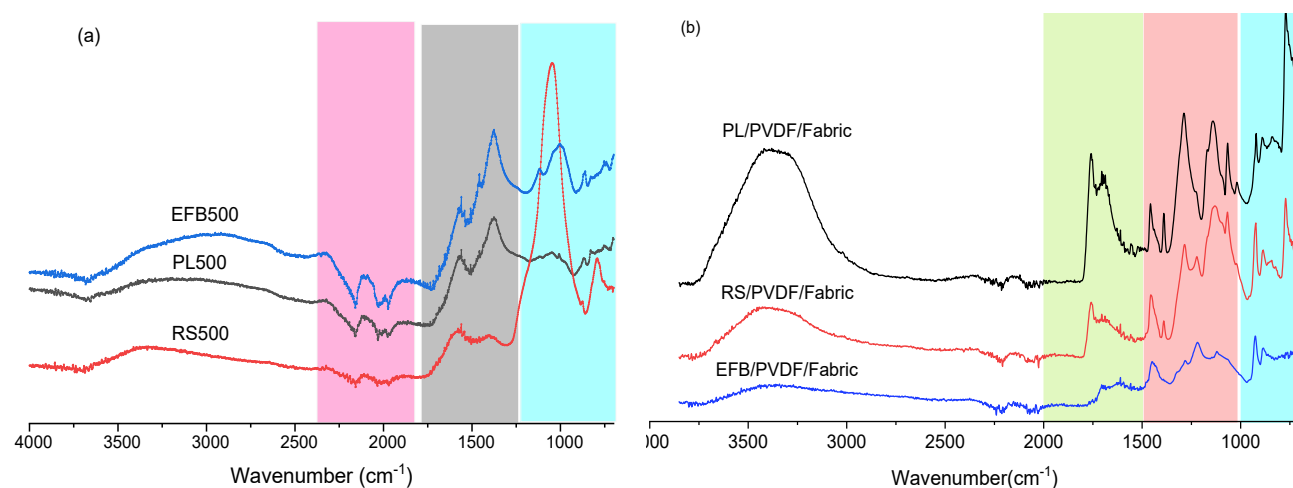 (a)
EFB500
PL500
RS500
4000 3500 3000 2500 2000 1500 1000
Wavenumber (cm-1)
(b)
PL/PVDF/Fabric
RS/PVDF/Fabric
EFB/PVDF/Fabric
000 3500 3000 2500 2000 1500 1000
Wavenumber(cm-1)